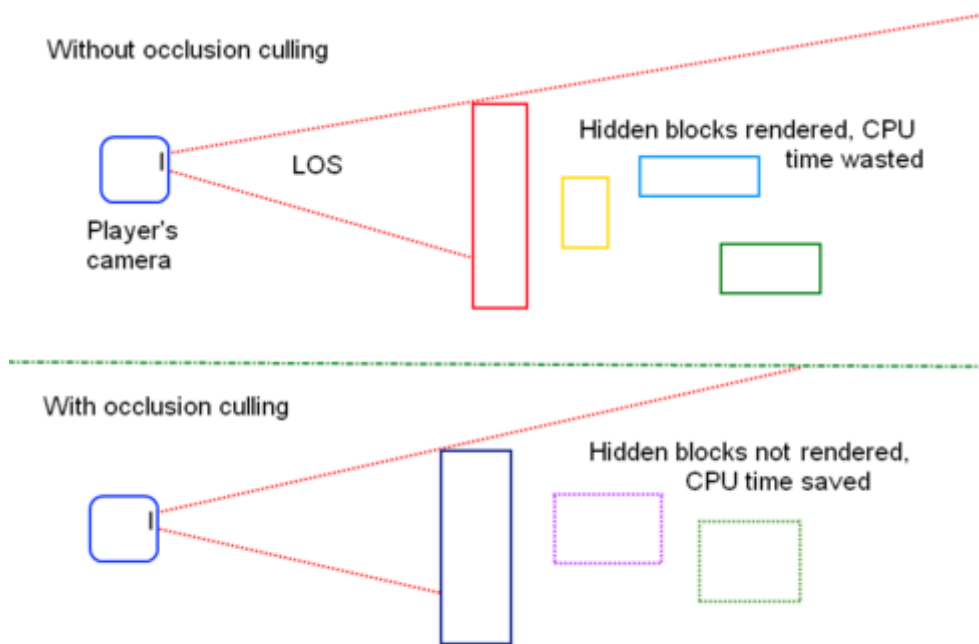 Without occlusion culling
Hidden blocks rendered, CPU
time wasted
LOS
Player's
camera
With occlusion culling
Hidden blocks not rendered,
CPU time saved